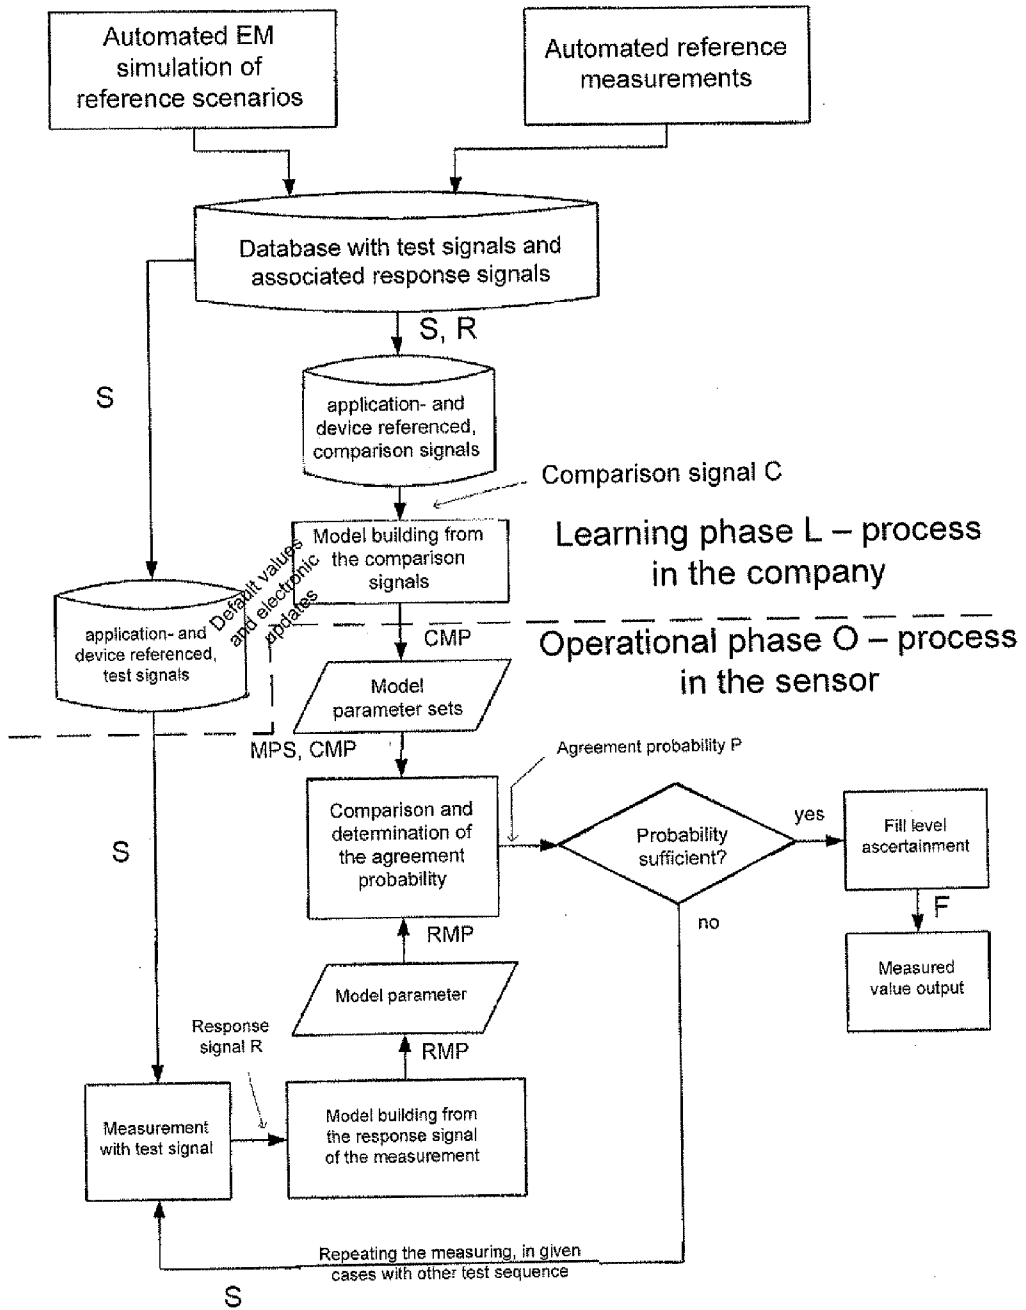 Automated EM
simulation of
reference scenarios
Automated reference
measurements
Database with test signals and
associated response signals
S, R
S
application- and
device referenced,
comparison signals
Comparison signal C
Model building from
the comparison
signals
Learning phase L – process
in the company
Default values
and electronic
updates
application- and
device referenced,
test signals
CMP
Operational phase O – process
in the sensor
Model
parameter sets
MPS, CMP
Agreement probability P
Comparison and
determination of
the agreement
probability
Probability
sufficient?
yes
Fill level
ascertainment
S
no
F
RMP
Measured
value output
Model parameter
Response
signal R
RMP
Measurement
with test signal
Model building from
the response signal
of the measurement
Repeating the measuring, in given
cases with other test sequence
S